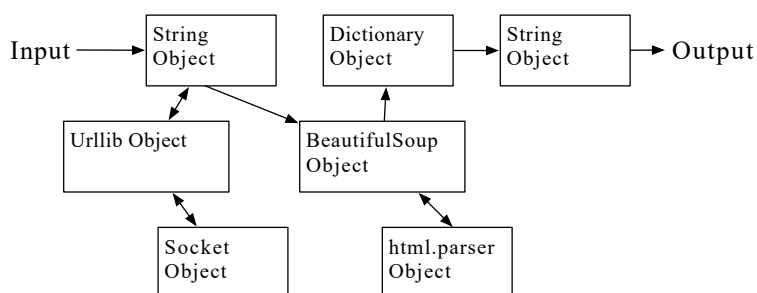 Input
String
Object
Dictionary
Object
String
Object
Output
Urllib Object
BeautifulSoup
Object
Socket
Object
html.parser
Object